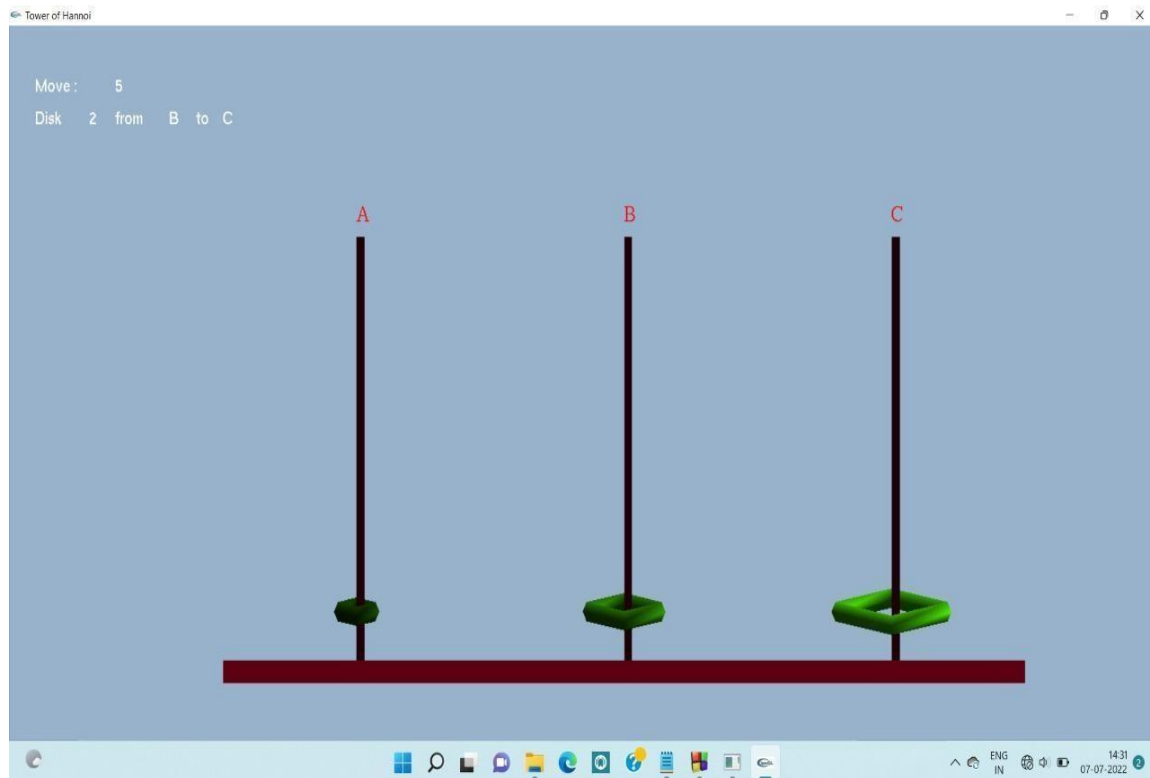 Tower of Hannoi
Move : 5
Disk 2 from B to C
A B C
ENG
IN
14:31
07-07-2022
2